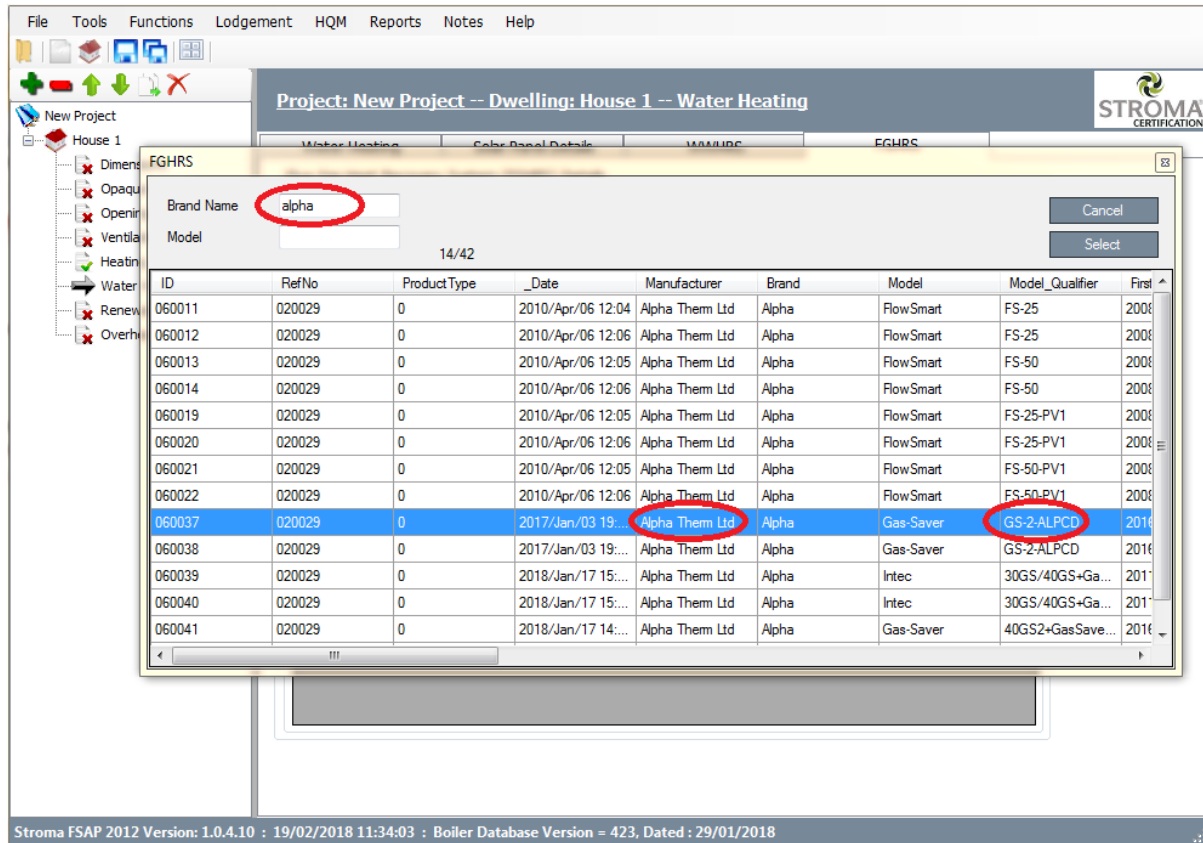 File Tools Functions Lodgement HQM Reports Notes Help
Project: New Project -- Dwelling: House 1 -- Water Heating
STROMA
CERTIFICATION
New Project
House 1
Dimens
Opaqu
Openin
Ventila
Heatin
Water
Renew
Overh
Water Heating Solar Panel Details WWHRS FGHRS
FGHRS
Brand Name alpha Cancel
Model Select
14/42
ID RefNo ProductType _Date Manufacturer Brand Model Model_Qualifier First
060011 020029 0 2010/Apr/06 12:04 Alpha Therm Ltd Alpha FlowSmart FS-25 2008
060012 020029 0 2010/Apr/06 12:06 Alpha Therm Ltd Alpha FlowSmart FS-25 2008
060013 020029 0 2010/Apr/06 12:05 Alpha Therm Ltd Alpha FlowSmart FS-50 2008
060014 020029 0 2010/Apr/06 12:06 Alpha Therm Ltd Alpha FlowSmart FS-50 2008
060019 020029 0 2010/Apr/06 12:05 Alpha Therm Ltd Alpha FlowSmart FS-25-PV1 2008
060020 020029 0 2010/Apr/06 12:06 Alpha Therm Ltd Alpha FlowSmart FS-25-PV1 2008
060021 020029 0 2010/Apr/06 12:05 Alpha Therm Ltd Alpha FlowSmart FS-50-PV1 2008
060022 020029 0 2010/Apr/06 12:06 Alpha Therm Ltd Alpha FlowSmart FS-50-PV1 2008
060037 020029 0 2017/Jan/03 19:... Alpha Therm Ltd Alpha Gas-Saver GS-2-ALPCD 2016
060038 020029 0 2017/Jan/03 19:... Alpha Therm Ltd Alpha Gas-Saver GS-2-ALPCD 2016
060039 020029 0 2018/Jan/17 15:... Alpha Therm Ltd Alpha Intec 30GS/40GS+Ga... 201
060040 020029 0 2018/Jan/17 15:... Alpha Therm Ltd Alpha Intec 30GS/40GS+Ga... 201
060041 020029 0 2018/Jan/17 14:... Alpha Therm Ltd Alpha Gas-Saver 40GS2+GasSave... 2016
Stroma FSAP 2012 Version: 1.0.4.10 : 19/02/2018 11:34:03 : Boiler Database Version = 423, Dated : 29/01/2018